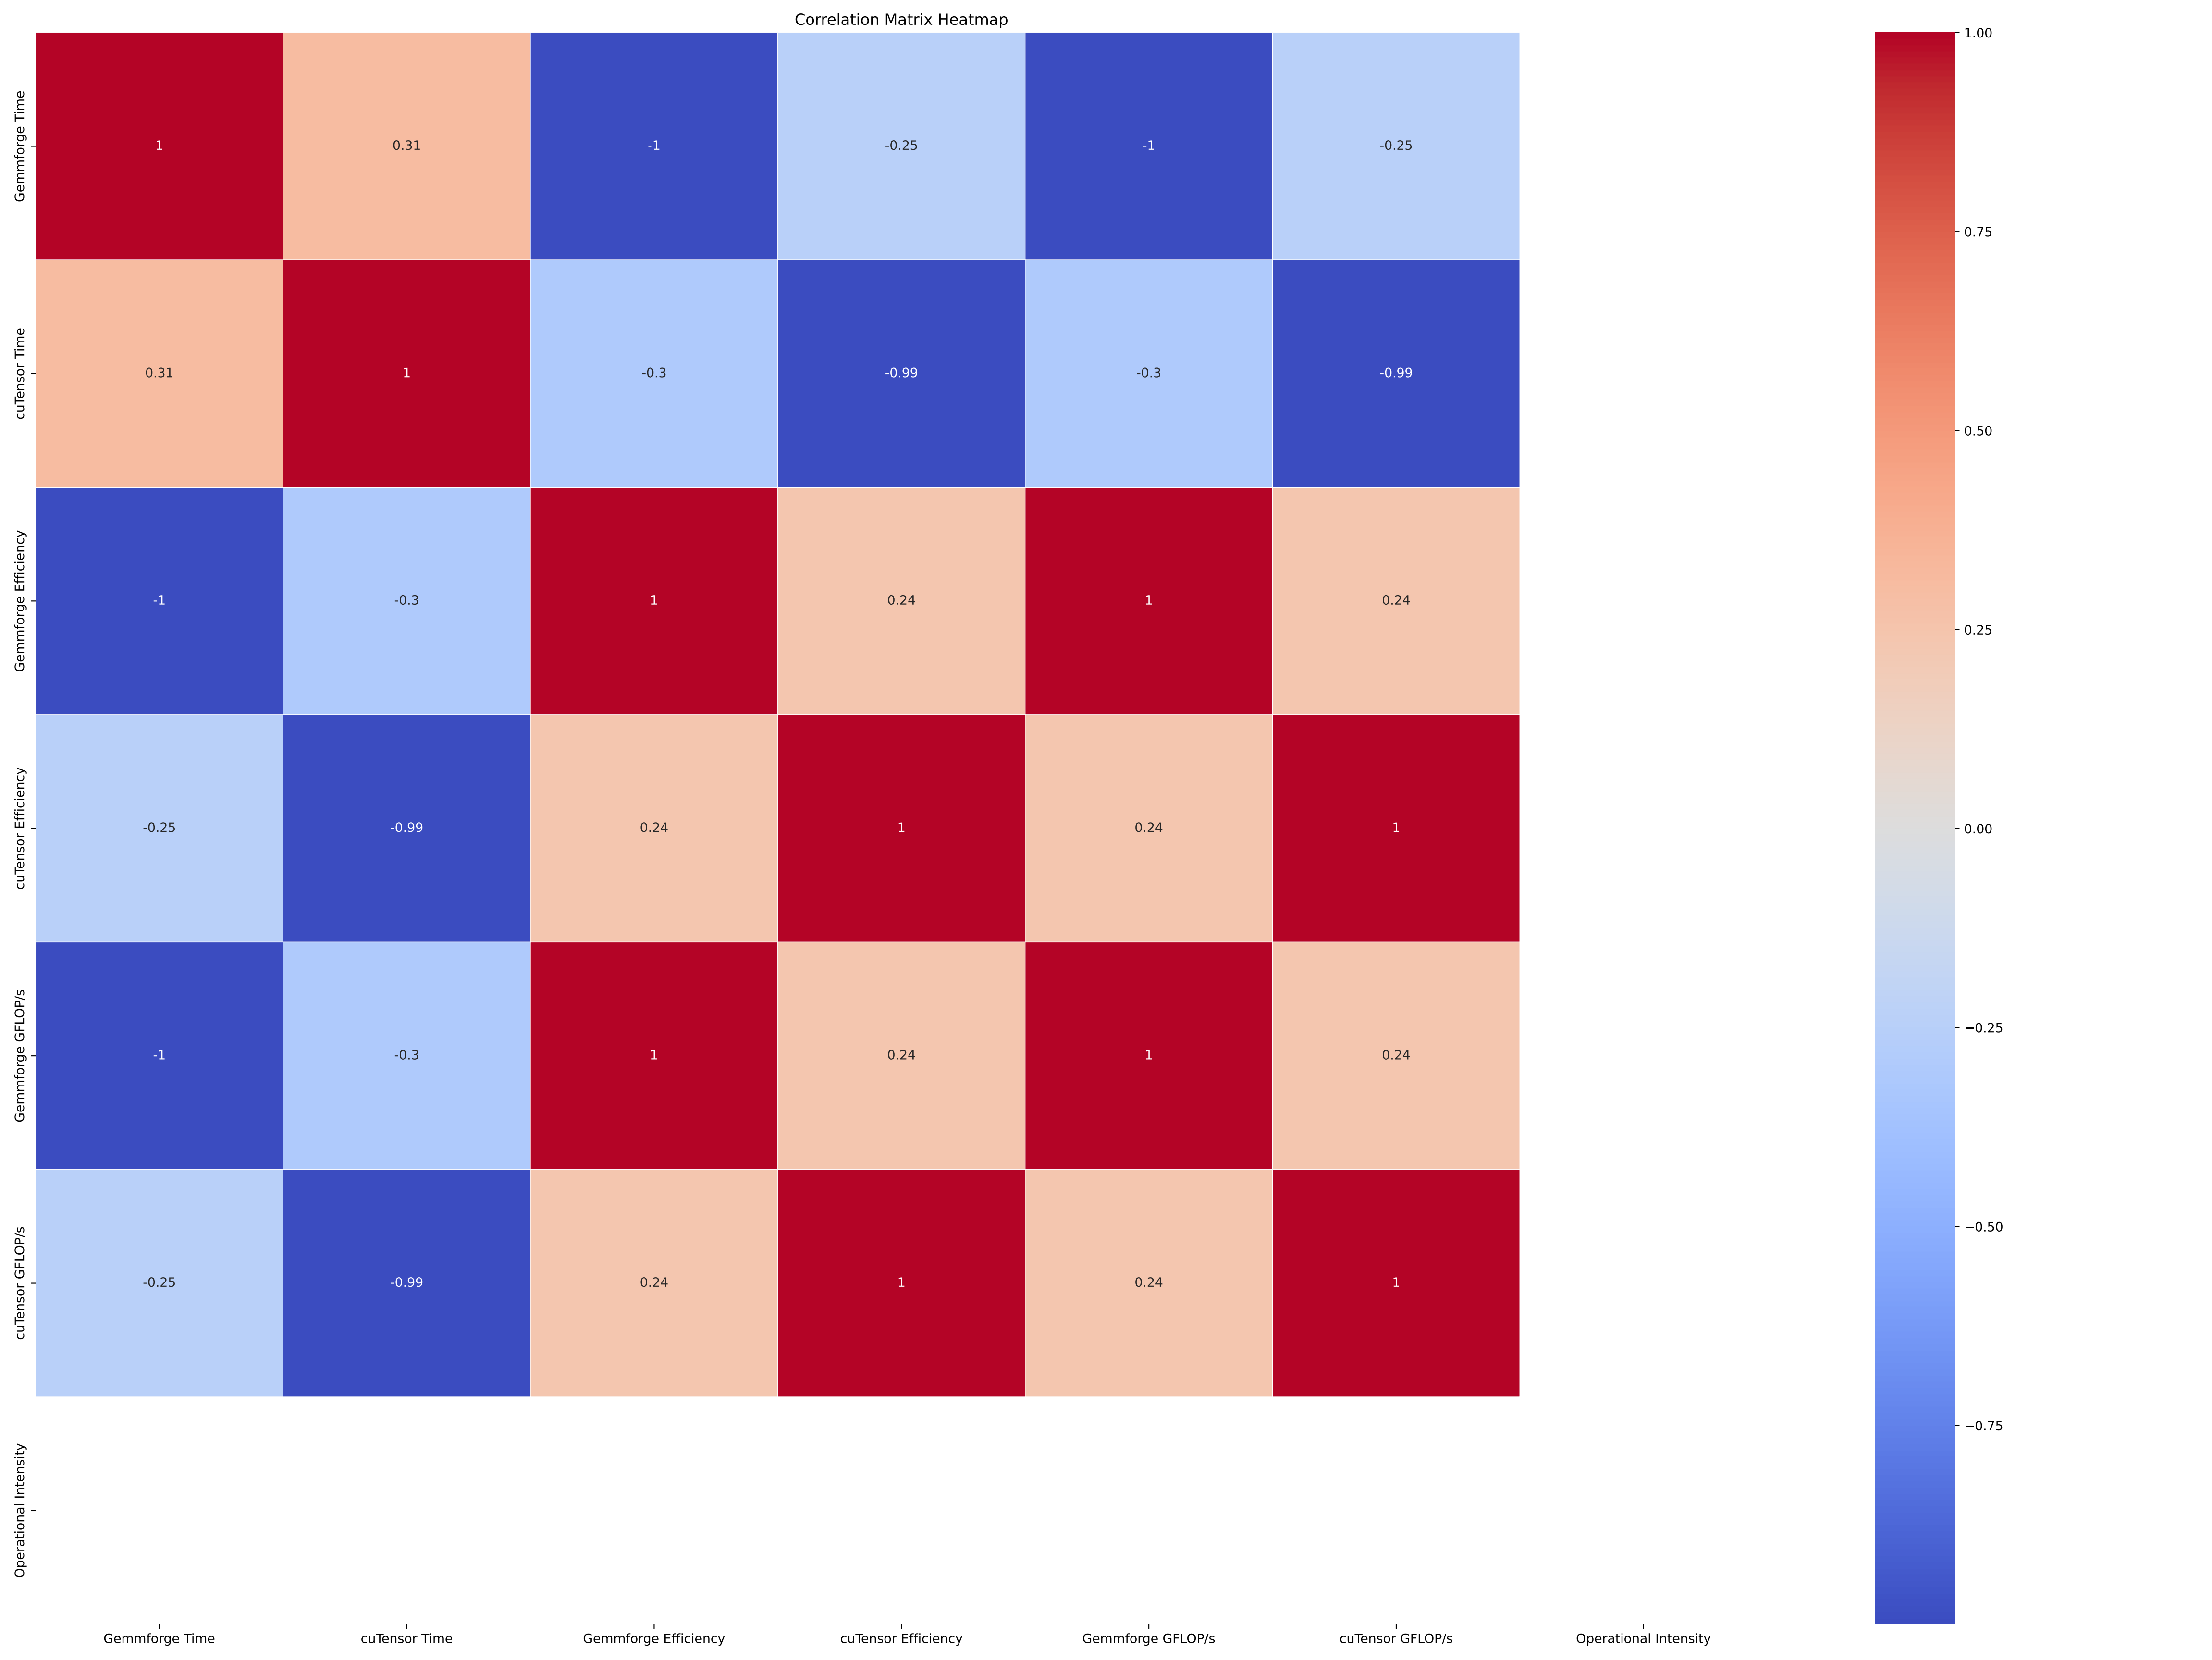 Correlation Matrix Heatmap
Gemmforge Time
1
0.31
-1
-0.25
-1
-0.25
cuTensor Time
0.31
1
-0.3
-0.99
-0.3
-0.99
Gemmforge Efficiency
-1
-0.3
1
0.24
1
0.24
cuTensor Efficiency
-0.25
-0.99
0.24
1
0.24
1
Gemmforge GFLOP/s
-1
-0.3
1
0.24
1
0.24
cuTensor GFLOP/s
-0.25
-0.99
0.24
1
0.24
1
Operational Intensity
Gemmforge Time
cuTensor Time
Gemmforge Efficiency
cuTensor Efficiency
Gemmforge GFLOP/s
cuTensor GFLOP/s
Operational Intensity
1.00
0.75
0.50
0.25
0.00
−0.25
−0.50
−0.75